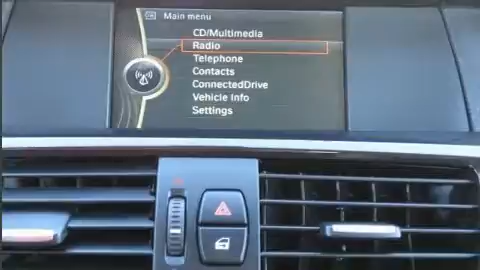 Main menu
CD/Multimedia
Radio
Telephone
Contacts
ConnectedDrive
Vehicle Info
Settings